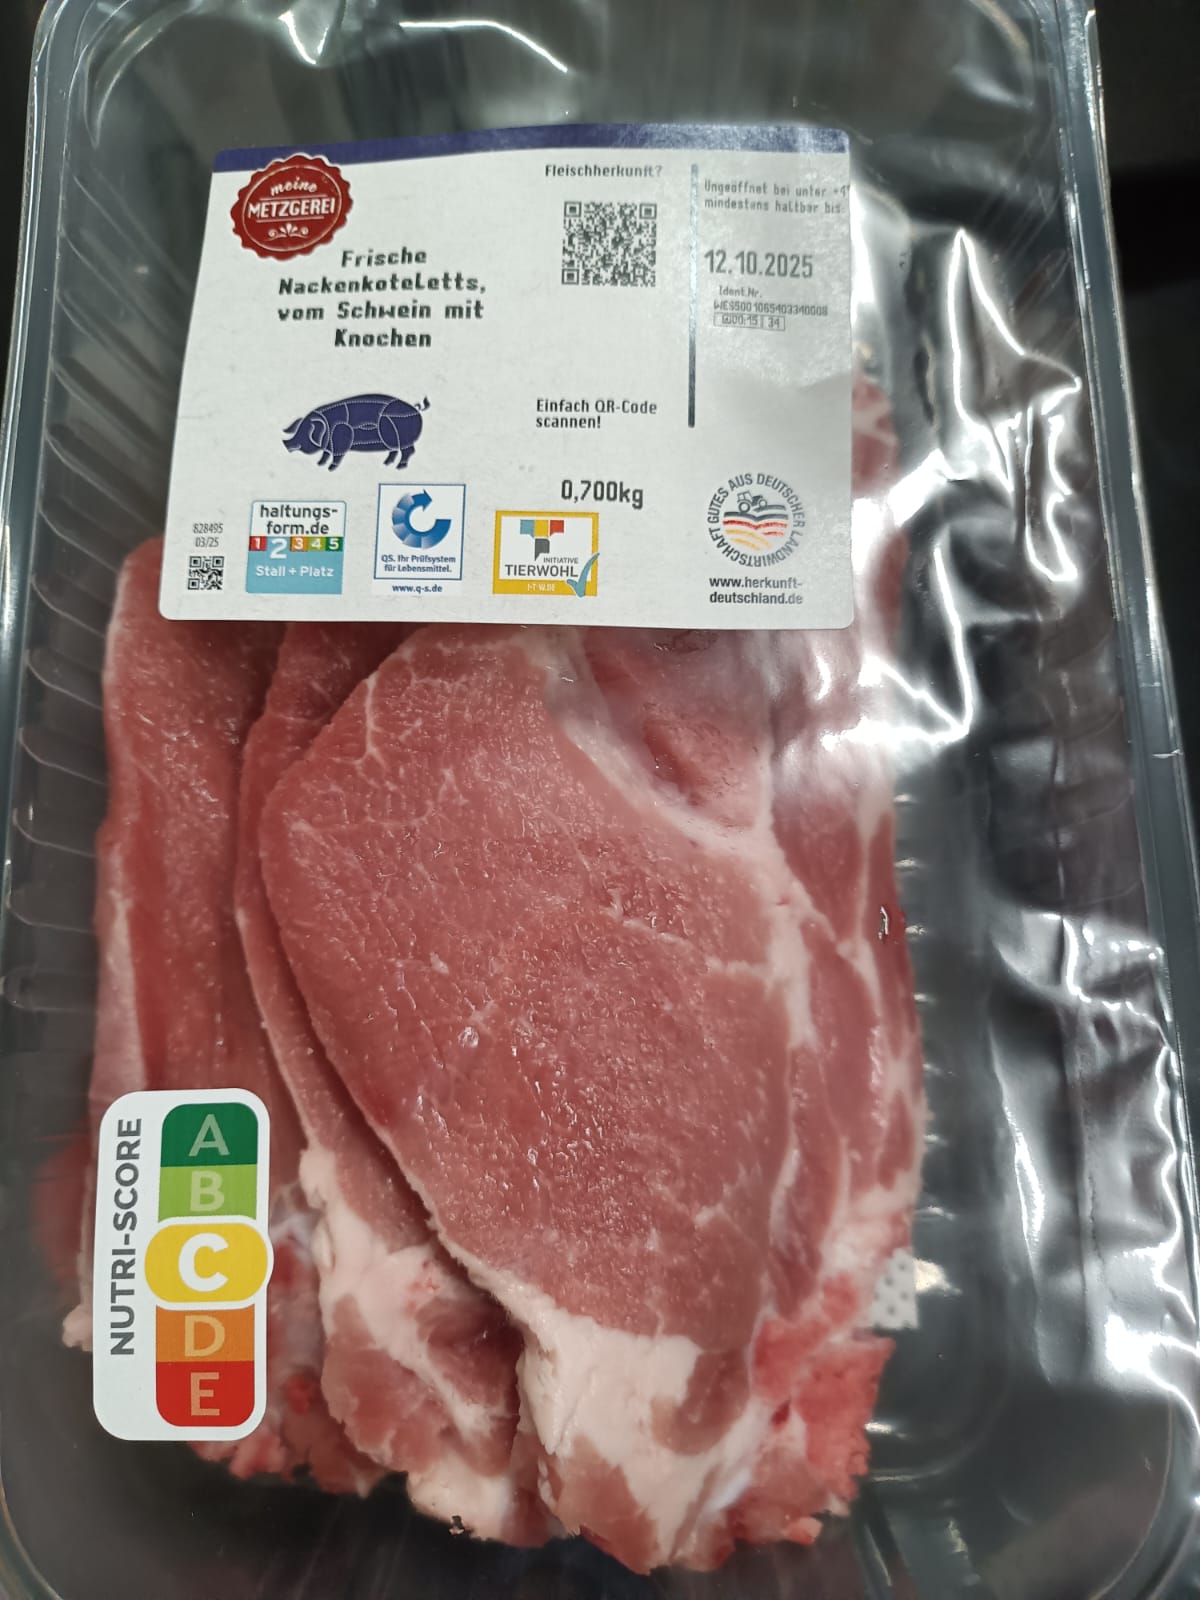 meine
METZGEREI
Frische
Nackenkoteletts,
vom Schwein mit
Knochen
Fleischherkunft?
Einfach QR-Code
scannen!
0,700kg
Ungeöffnet bei unter +4°
mindestens haltbar bis:
12.10.2025
Ident.Nr.
34
828495
03/25
haltungs-
form.de
1 2 3 4 5
Stall + Platz
QS. Ihr Prüfsystem
für Lebensmittel.
www.q-s.de
INITIATIVE
TIERWOHL
I-T-W.DE
GUTES AUS DEUTSCHER LANDWIRTSCHAFT
www.herkunft-
deutschland.de
NUTRI-SCORE
A
B
C
D
E